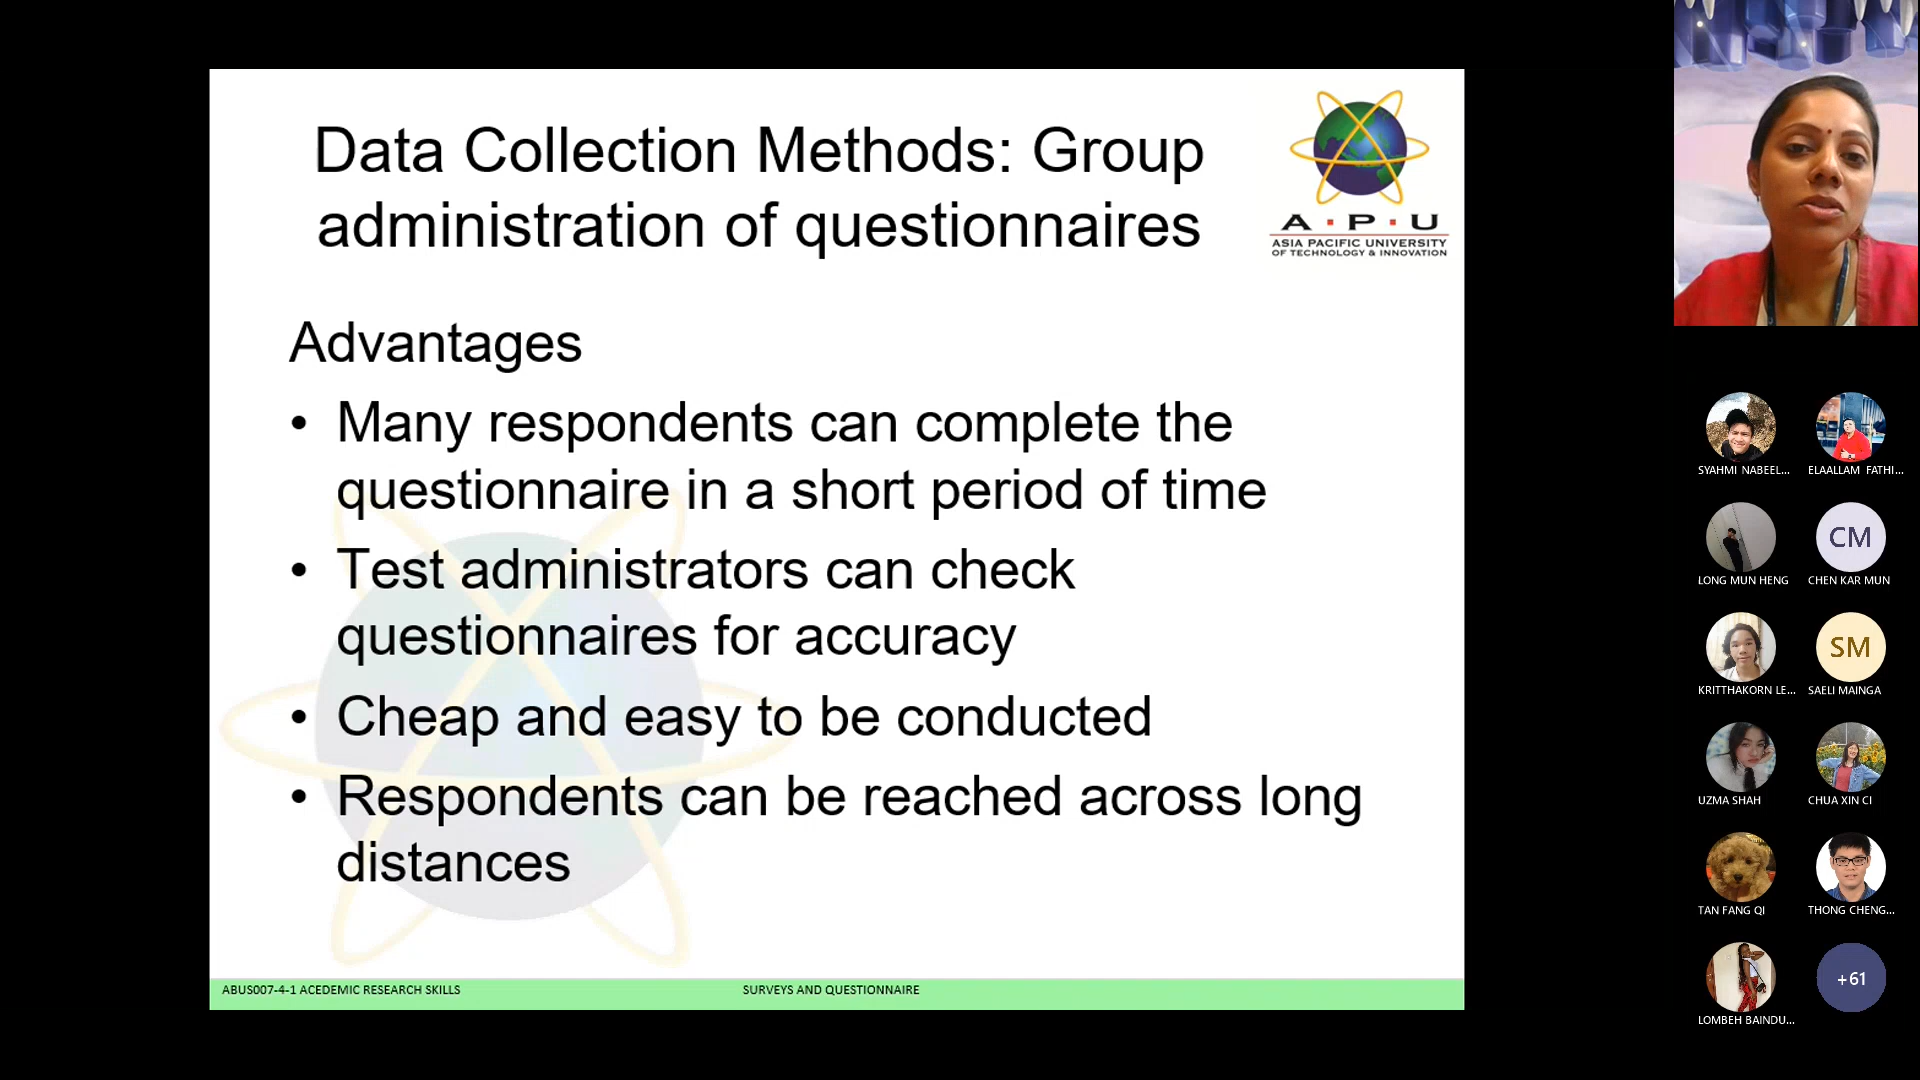 Data Collection Methods: Group
administration of questionnaires
A·P·U
ASIA PACIFIC UNIVERSITY
OF TECHNOLOGY & INNOVATION
Advantages
• Many respondents can complete the
questionnaire in a short period of time
• Test administrators can check
questionnaires for accuracy
• Cheap and easy to be conducted
• Respondents can be reached across long
distances
ABUS007-4-1 ACEDEMIC RESEARCH SKILLS
SURVEYS AND QUESTIONNAIRE
SYAHMI NABEEL...
ELAALLAM FATHI...
LONG MUN HENG
CM
CHEN KAR MUN
KRITTHAKORN LE...
SM
SAELI MAINGA
UZMA SHAH
CHUA XIN CI
TAN FANG QI
THONG CHENG...
LOMBEH BAINDU...
+61